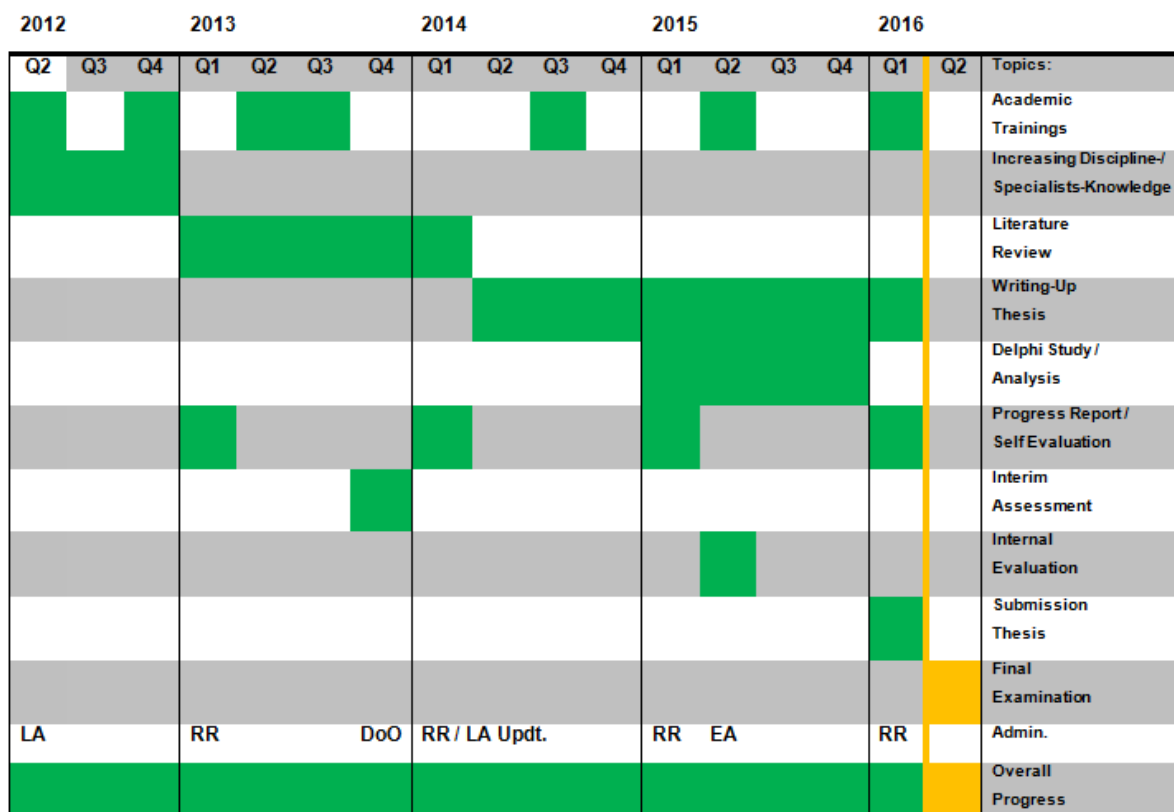 2012 2013 2014 2015 2016
Q2 Q3 Q4 Q1 Q2 Q3 Q4 Q1 Q2 Q3 Q4 Q1 Q2 Q3 Q4 Q1 Q2 Topics:
Academic
Trainings
Increasing Discipline-/
Specialists-Knowledge
Literature
Review
Writing-Up
Thesis
Delphi Study /
Analysis
Progress Report /
Self Evaluation
Interim
Assessment
Internal
Evaluation
Submission
Thesis
Final
Examination
LA RR DoO RR / LA Updt. RR EA RR Admin.
Overall
Progress